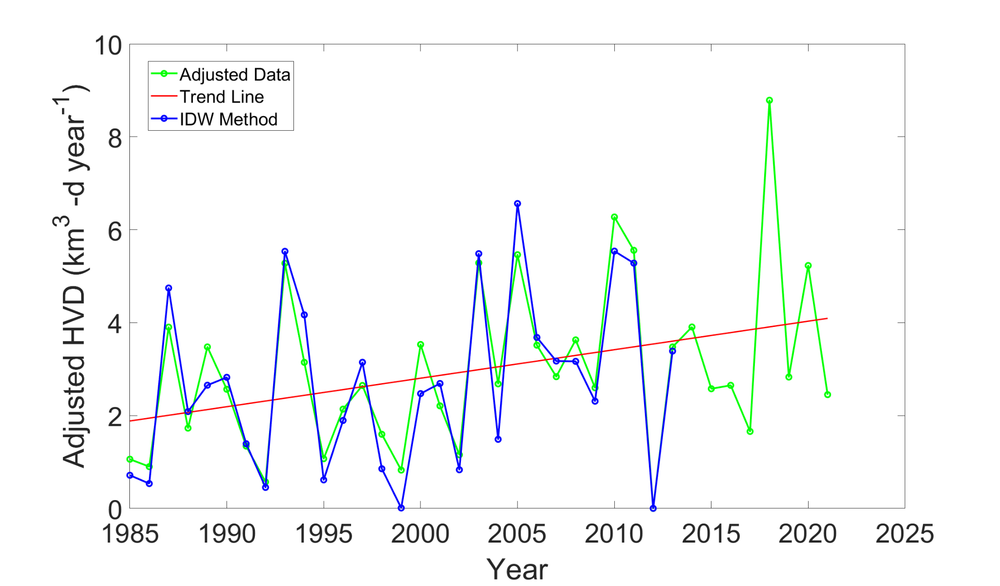 Adjusted HVD (km³ -d year⁻¹)
10
8
6
4
2
0
Adjusted Data
Trend Line
IDW Method
1985 1990 1995 2000 2005 2010 2015 2020 2025
Year